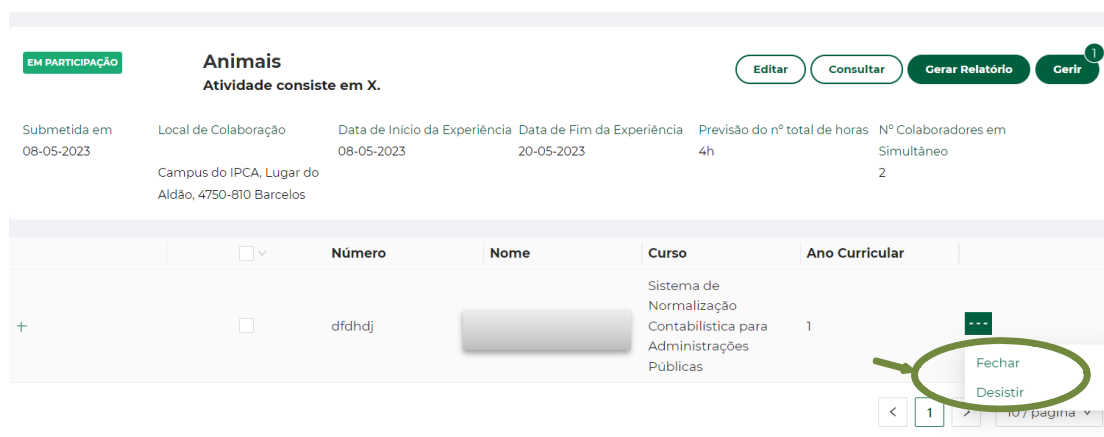 EM PARTICIPAÇÃO
Animais
Atividade consiste em X.
Editar
Consultar
Gerar Relatório
Gerir
1
Submetida em
08-05-2023
Local de Colaboração
Campus do IPCA, Lugar do
Aldão, 4750-810 Barcelos
Data de Início da Experiência
08-05-2023
Data de Fim da Experiência
20-05-2023
Previsão do nº total de horas
4h
Nº Colaboradores em
Simultâneo
2
Número
Nome
Curso
Ano Curricular
+
dfdhdj
Sistema de
Normalização
Contabilística para
Administrações
Públicas
1
---
Fechar
Desistir
< 1 > 10 / página